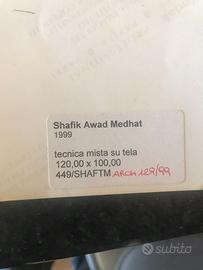 Shafik Awad Medhat
1999
tecnica mista su tela
120,00 x 100,00
449/SHAFTM ARCH 129/99
subito